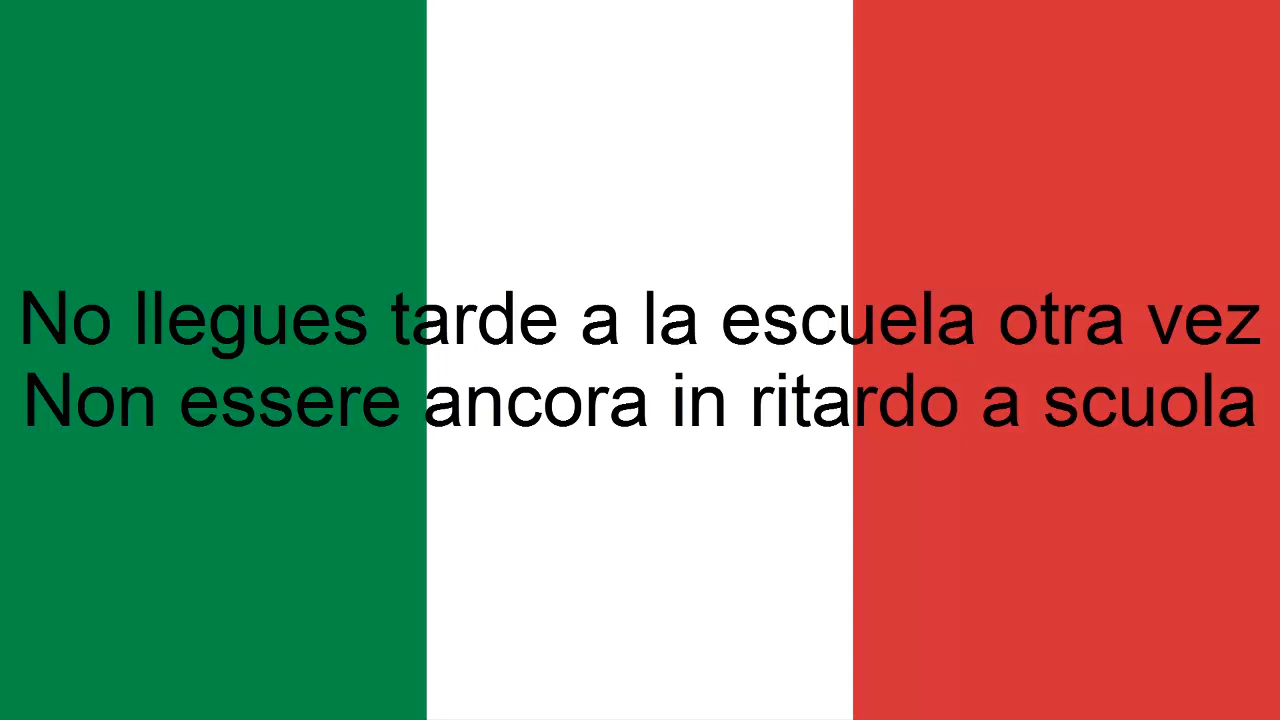 No llegues tarde a la escuela otra vez
Non essere ancora in ritardo a scuola